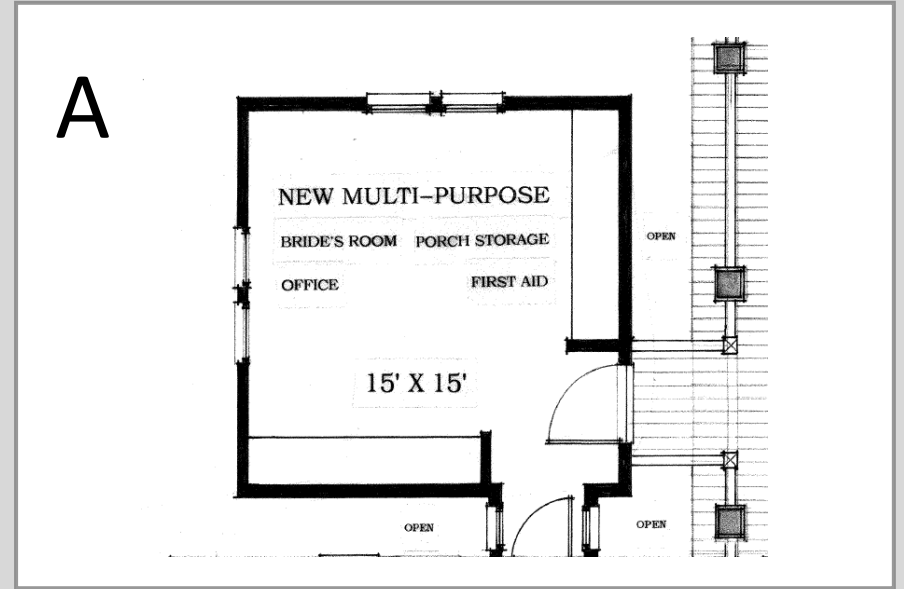 A
NEW MULTI-PURPOSE
BRIDE'S ROOM PORCH STORAGE
OPEN
OFFICE FIRST AID
15' X 15'
OPEN OPEN